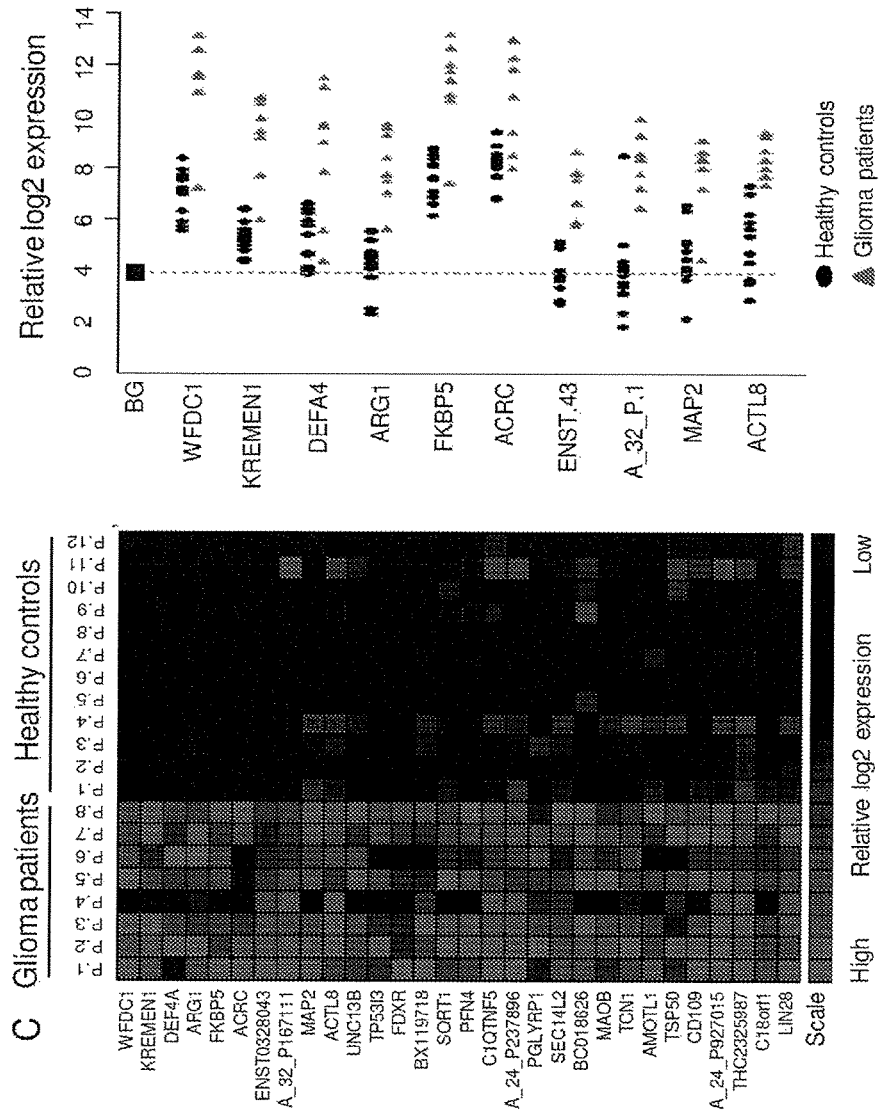 C
Glioma patients
Healthy controls
P.1 P.2 P.3 P.4 P.5 P.6 P.7 P.8 P.1 P.2 P.3 P.4 P.5 P.6 P.7 P.8 P.9 P.10 P.11 P.12
WFDC1
KREMEN1
DEF4A
ARG1
FKBP5
ACRC
ENST0328043
A_32_P167111
MAP2
ACTL8
UNC13B
TP53I3
FDXR
BX119718
SORT1
PFN4
C1QTNF5
A_24_P237896
PGLYRP1
SEC14L2
BC018626
MAOB
TCN1
AMOTL1
TSP50
CD109
A_24_P927015
THC2325987
C18orf1
LIN28
Scale
High Relative log2 expression Low
Relative log2 expression
0 2 4 6 8 10 12 14
BG
WFDC1
KREMEN1
DEFA4
ARG1
FKBP5
ACRC
ENST.43
A_32_P.1
MAP2
ACTL8
Healthy controls
Glioma patients